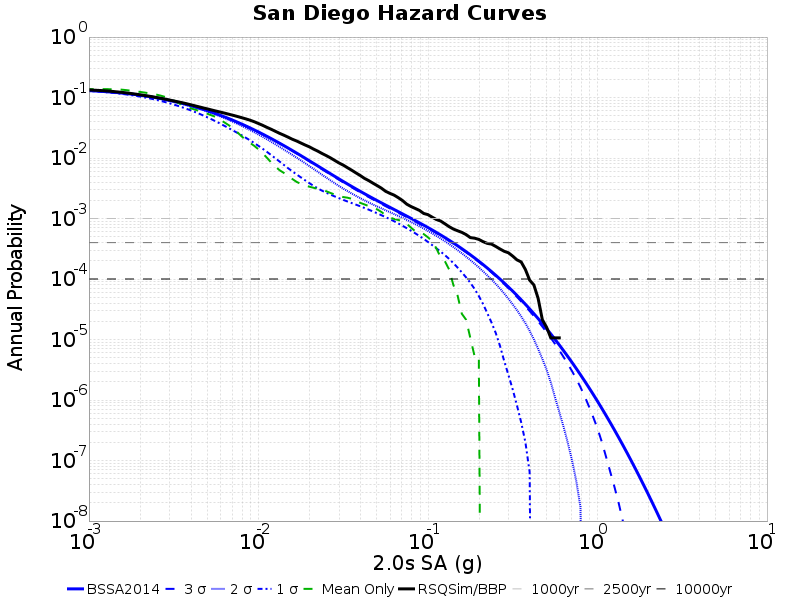 San Diego Hazard Curves
10^0
10^-1
10^-2
10^-3
10^-4
10^-5
10^-6
10^-7
10^-8
Annual Probability
10^-3 10^-2 10^-1 10^0 10^1
2.0s SA (g)
BSSA2014 3 σ 2 σ 1 σ Mean Only RSQSim/BBP 1000yr 2500yr 10000yr